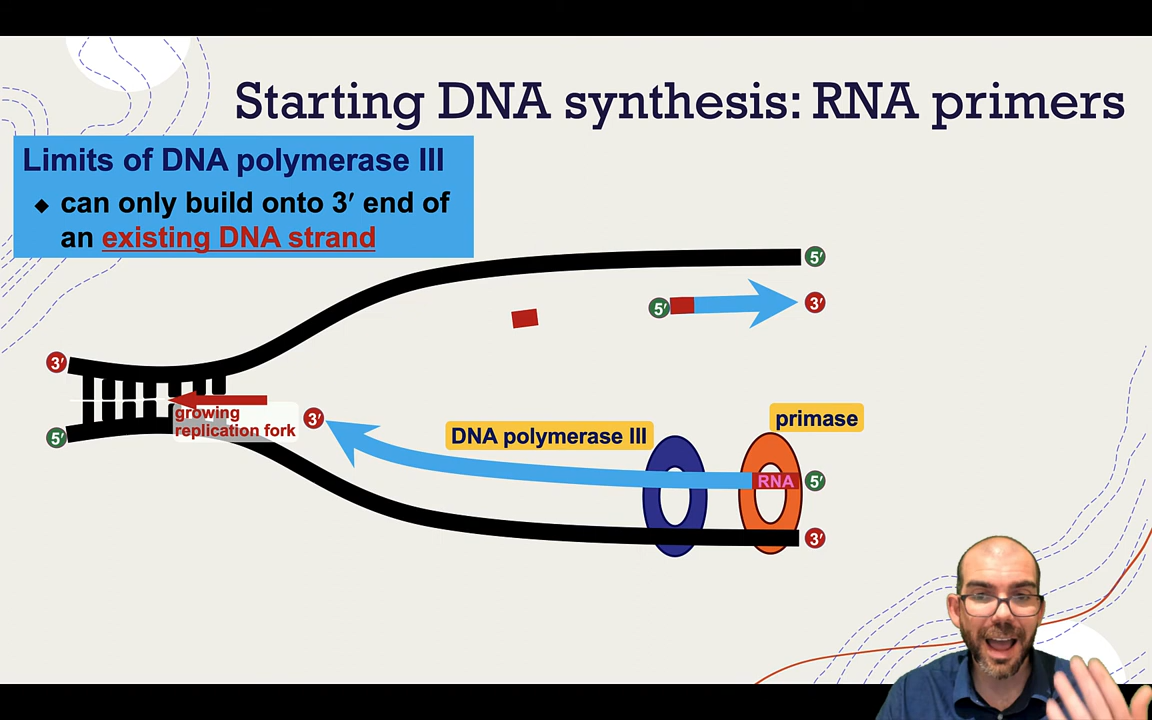 Starting DNA synthesis: RNA primers
Limits of DNA polymerase III
◆ can only build onto 3′ end of
an existing DNA strand
5′
5′
3′
3′
growing
replication fork
3′
5′
DNA polymerase III
primase
RNA
5′
3′